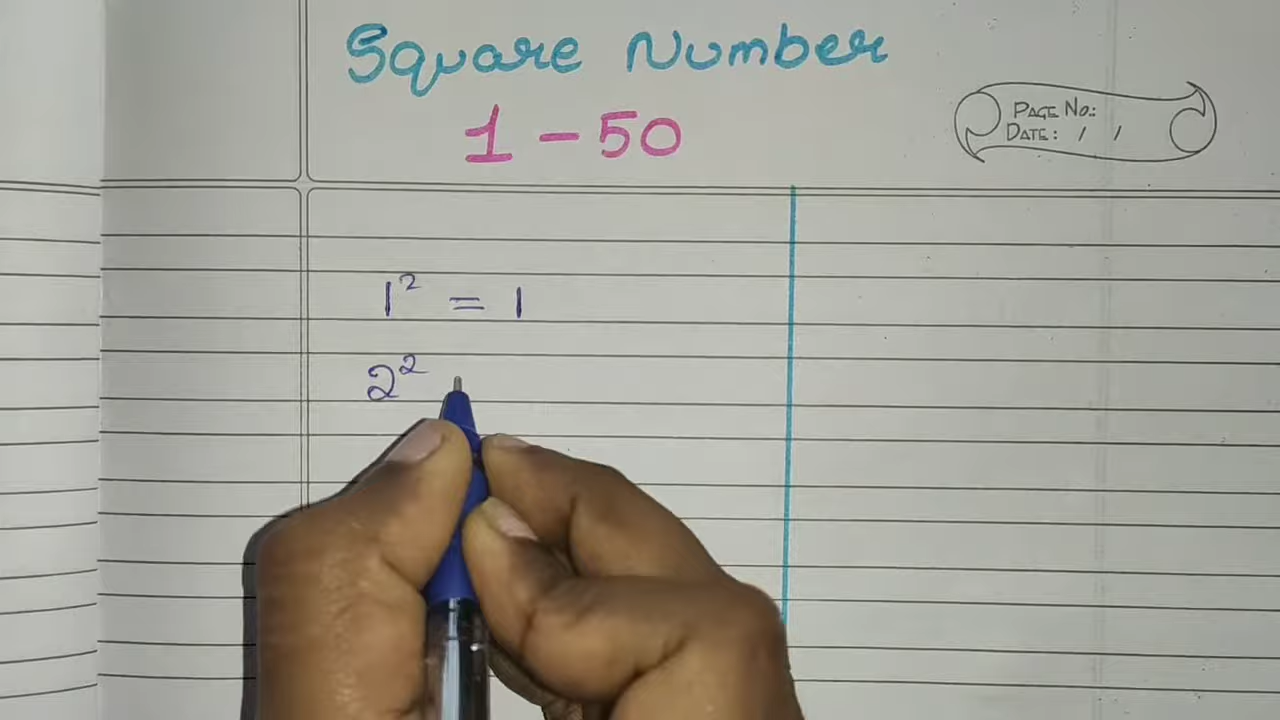 Square Number
1 - 50
PAGE NO.:
DATE: / /
1² = 1
2²